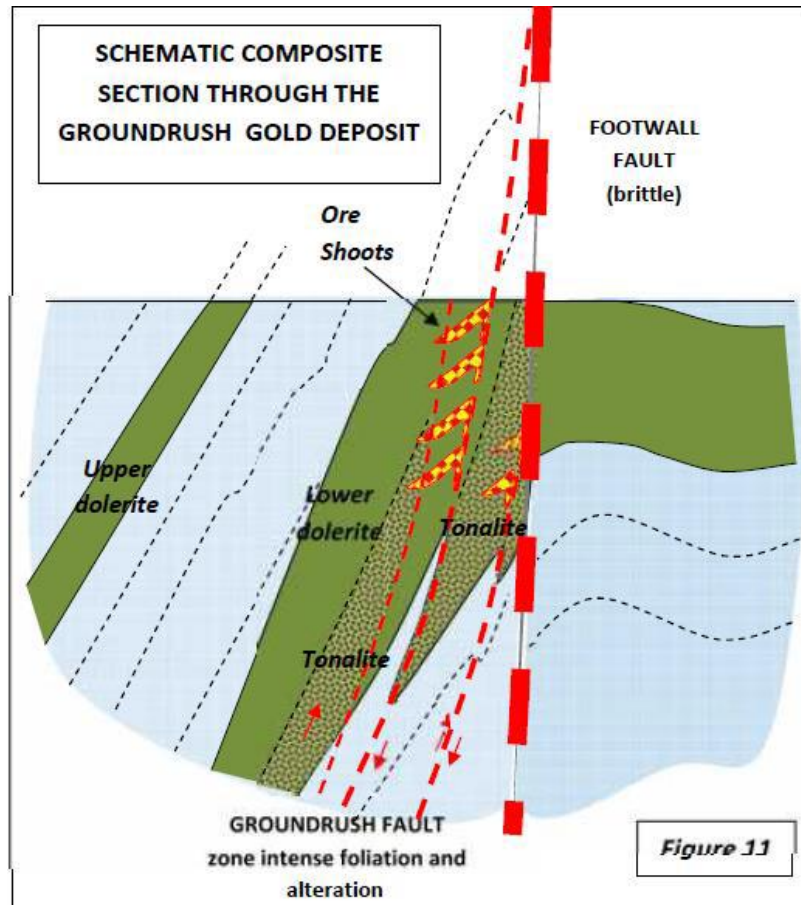 SCHEMATIC COMPOSITE
SECTION THROUGH THE
GROUNDRUSH GOLD DEPOSIT
FOOTWALL
FAULT
(brittle)
Ore
Shoots
Upper
dolerite
Lower
dolerite
Tonalite
Tonalite
GROUNDRUSH FAULT
zone intense foliation and
alteration
Figure 11